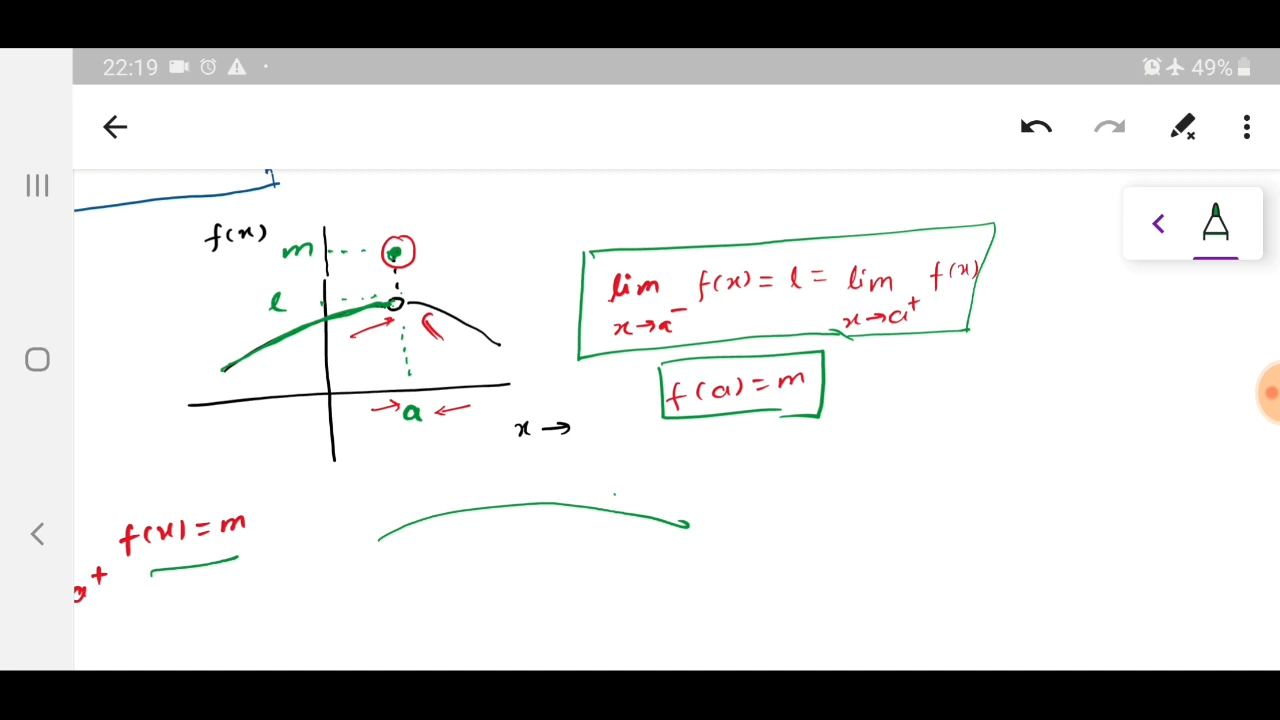 22:19
49%
f(x)
m
l
a
x →
lim f(x) = l = lim f(x)
x→a⁻ x→a⁺
f(a) = m
f(x) = m
a⁺